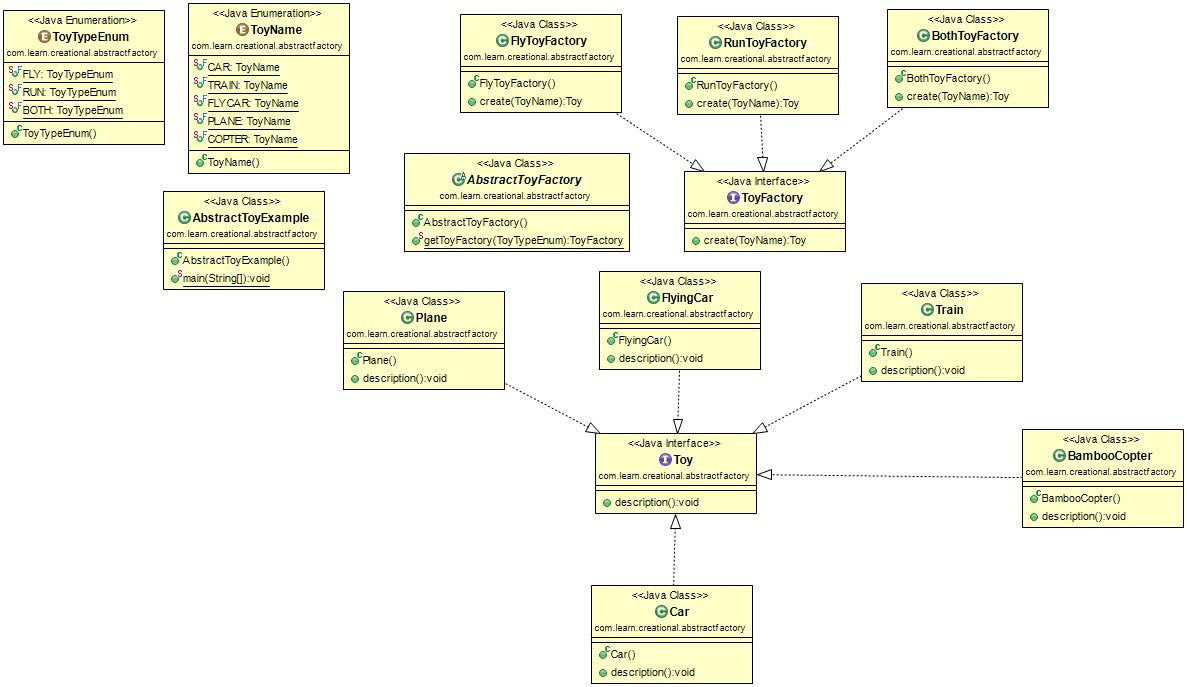 <<Java Enumeration>>
ToyTypeEnum
com.learn.creational.abstractfactory
FLY: ToyTypeEnum
RUN: ToyTypeEnum
BOTH: ToyTypeEnum
ToyTypeEnum()
<<Java Enumeration>>
ToyName
com.learn.creational.abstractfactory
CAR: ToyName
TRAIN: ToyName
FLYCAR: ToyName
PLANE: ToyName
COPTER: ToyName
ToyName()
<<Java Class>>
FlyToyFactory
com.learn.creational.abstractfactory
FlyToyFactory()
create(ToyName):Toy
<<Java Class>>
RunToyFactory
com.learn.creational.abstractfactory
RunToyFactory()
create(ToyName):Toy
<<Java Class>>
BothToyFactory
com.learn.creational.abstractfactory
BothToyFactory()
create(ToyName):Toy
<<Java Class>>
AbstractToyFactory
com.learn.creational.abstractfactory
AbstractToyFactory()
getToyFactory(ToyTypeEnum):ToyFactory
<<Java Interface>>
ToyFactory
com.learn.creational.abstractfactory
create(ToyName):Toy
<<Java Class>>
AbstractToyExample
com.learn.creational.abstractfactory
AbstractToyExample()
main(String[]):void
<<Java Class>>
Plane
com.learn.creational.abstractfactory
Plane()
description():void
<<Java Class>>
FlyingCar
com.learn.creational.abstractfactory
FlyingCar()
description():void
<<Java Class>>
Train
com.learn.creational.abstractfactory
Train()
description():void
<<Java Interface>>
Toy
com.learn.creational.abstractfactory
description():void
<<Java Class>>
BambooCopter
com.learn.creational.abstractfactory
BambooCopter()
description():void
<<Java Class>>
Car
com.learn.creational.abstractfactory
Car()
description():void